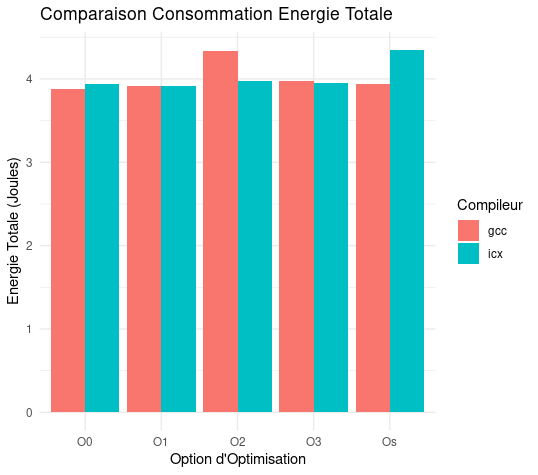 Comparaison Consommation Energie Totale
Energie Totale (Joules)
4
3
2
1
0
O0 O1 O2 O3 Os
Option d'Optimisation
Compileur
gcc
icx